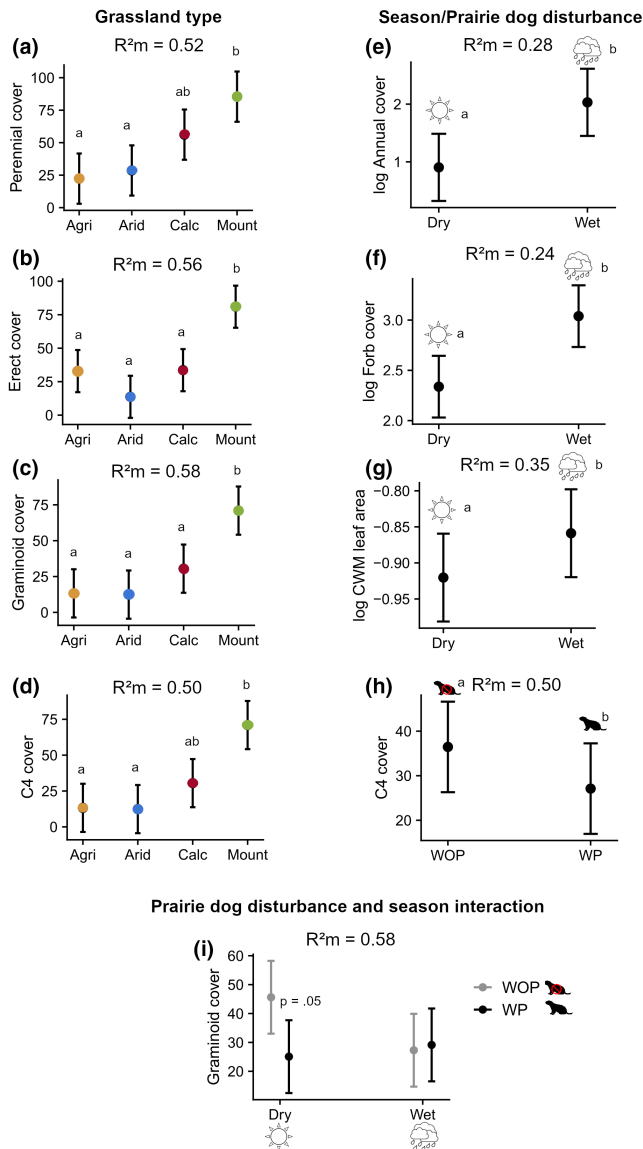 Grassland type
(a)
R²m = 0.52
Perennial cover
100
75
50
25
0
a
a
ab
b
Agri Arid Calc Mount
(b)
R²m = 0.56
Erect cover
100
75
50
25
0
a
a
a
b
Agri Arid Calc Mount
(c)
R²m = 0.58
Graminoid cover
75
50
25
0
a
a
a
b
Agri Arid Calc Mount
(d)
R²m = 0.50
C4 cover
75
50
25
0
a
a
ab
b
Agri Arid Calc Mount
Season/Prairie dog disturbance
(e)
R²m = 0.28
log Annual cover
2
1
a
b
Dry Wet
(f)
R²m = 0.24
log Forb cover
3.0
2.5
2.0
a
b
Dry Wet
(g)
R²m = 0.35
log CWM leaf area
−0.80
−0.85
−0.90
−0.95
a
b
Dry Wet
(h)
R²m = 0.50
C4 cover
40
30
20
a
b
WOP WP
Prairie dog disturbance and season interaction
(i)
R²m = 0.58
Graminoid cover
60
50
40
30
20
p = .05
Dry Wet
WOP
WP